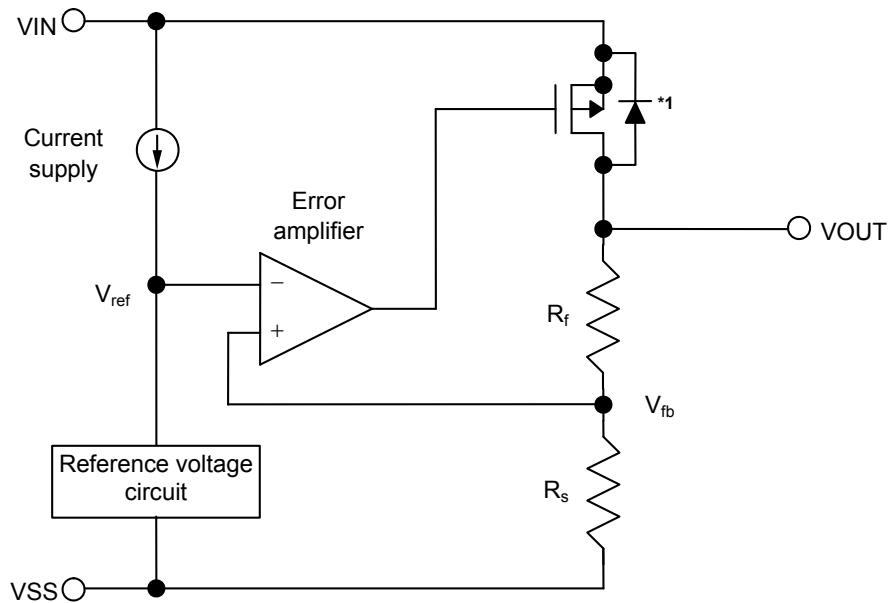 VIN
*1
Current
supply
Error
amplifier
VOUT
Vref
−
+
Rf
Vfb
Reference voltage
circuit
Rs
VSS